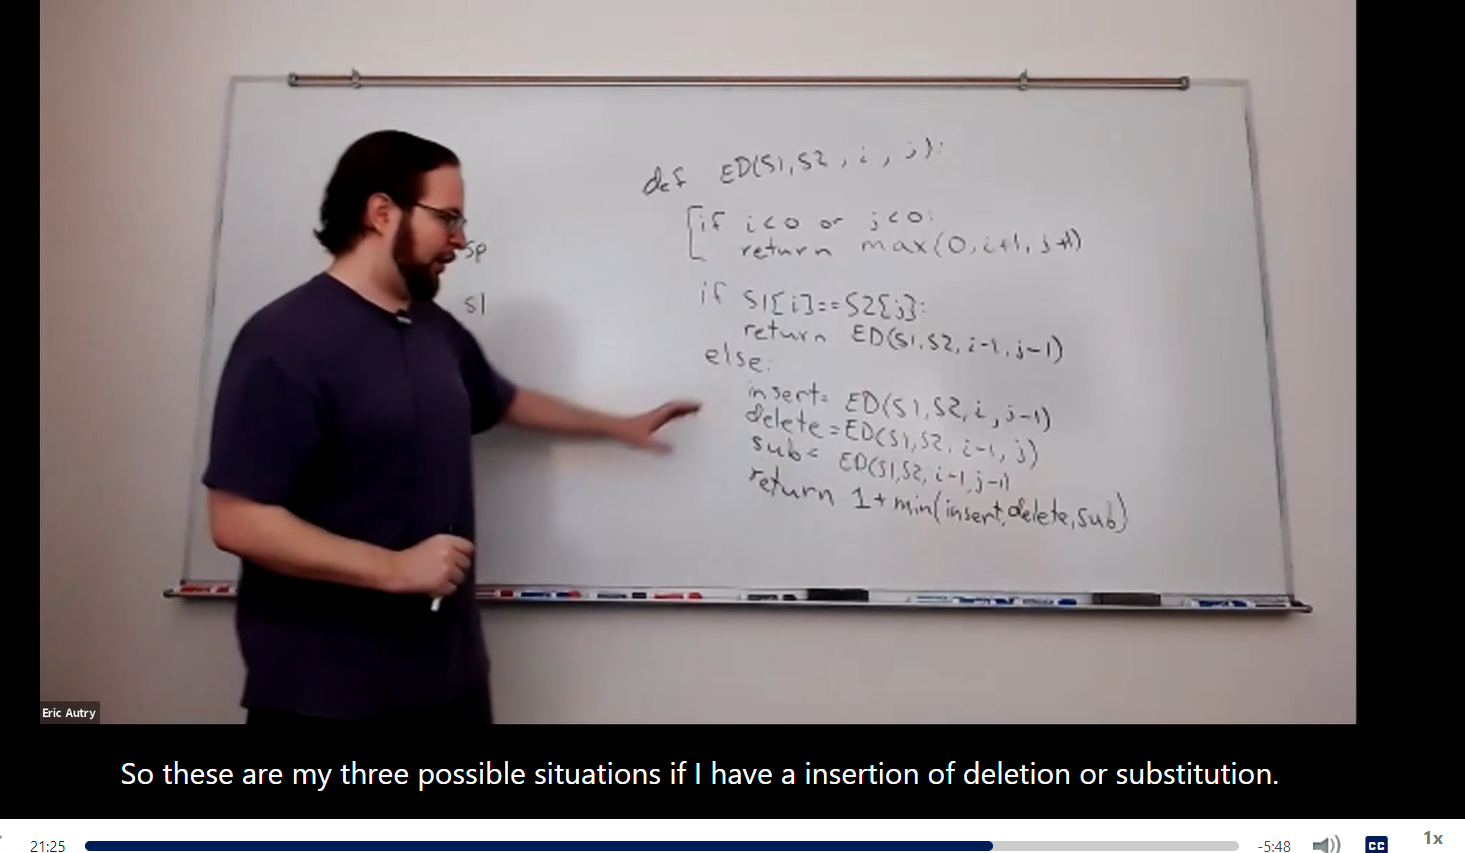 def ED(S1,S2, i, j):
if i<0 or j<0:
return max(0,i+1,j+1)
sp
if S1[i]==S2[j]:
s1
return ED(S1,S2,i-1,j-1)
else:
insert= ED(S1,S2,i,j-1)
delete=ED(S1,S2,i-1,j)
sub= ED(S1,S2,i-1,j-1)
return 1+min(insert,delete,sub)
Eric Autry
So these are my three possible situations if I have a insertion of deletion or substitution.
21:25
-5:48
CC
1x